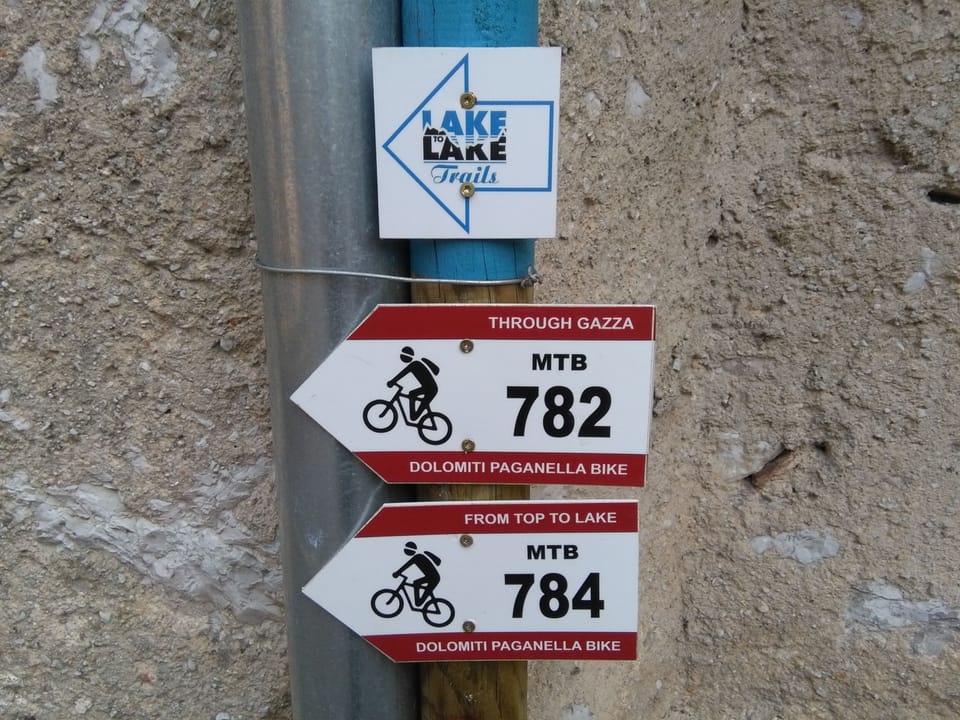 LAKE
TO
LAKE
Trails
THROUGH GAZZA
MTB
782
DOLOMITI PAGANELLA BIKE
FROM TOP TO LAKE
MTB
784
DOLOMITI PAGANELLA BIKE